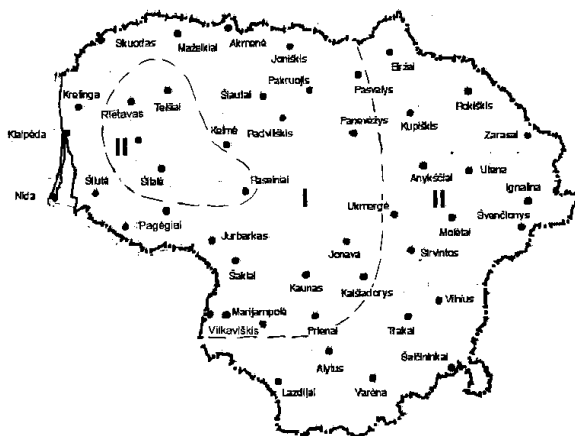 Skuodas
Mažeikiai
Akmenė
Joniškis
Biržai
Kretinga
Rietavas
Telšiai
Šiauliai
Pakruojis
Pasvalys
Rokiškis
Klaipėda
Kelmė
Radviliškis
Panevėžys
Kupiškis
Zarasai
II
Šilutė
Šilalė
Raseiniai
Anykščiai
Utena
Ignalina
Nida
I
Ukmergė
II
Molėtai
Švenčionys
Pagėgiai
Jurbarkas
Jonava
Širvintos
Šakiai
Kaunas
Kaišiadorys
Vilnius
Marijampolė
Vilkaviškis
Prienai
Trakai
Alytus
Šalčininkai
Lazdijai
Varėna